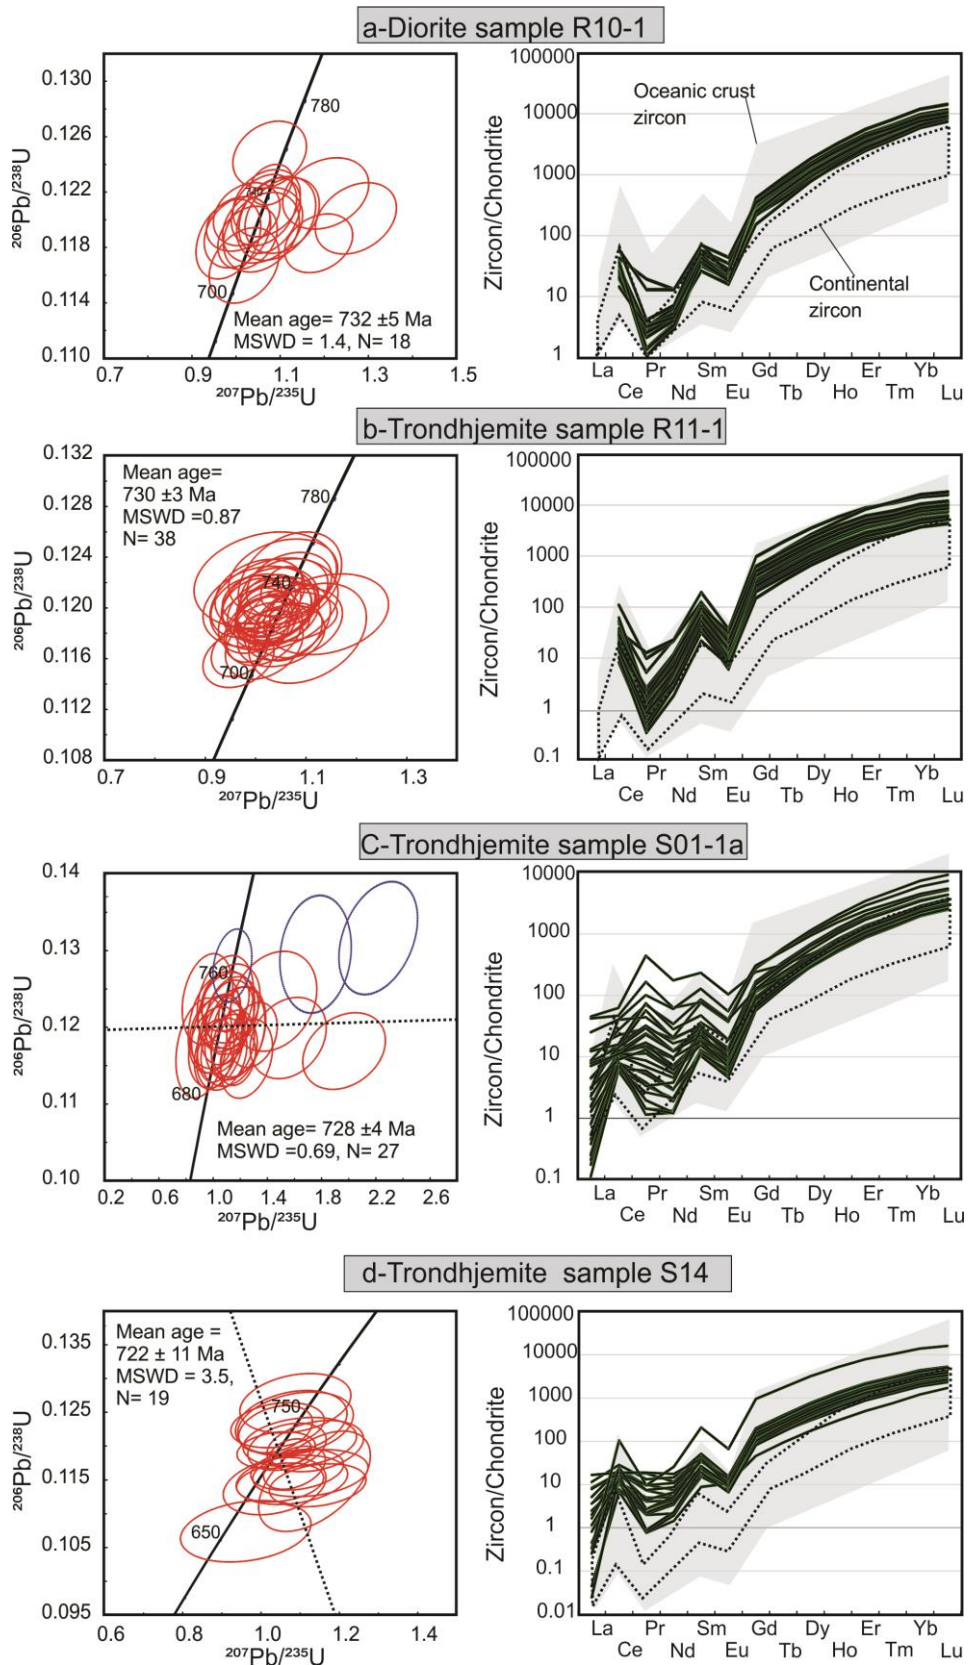 a-Diorite sample R10-1
0.130
0.126
0.122
0.118
0.114
0.110
206Pb/238U
780
700
Mean age= 732 ±5 Ma
MSWD = 1.4, N= 18
0.7
0.9
1.1
1.3
1.5
207Pb/235U
100000
10000
1000
100
10
1
Zircon/Chondrite
Oceanic crust
zircon
Continental
zircon
La Pr Sm Gd Dy Er Yb
Ce Nd Eu Tb Ho Tm Lu
b-Trondhjemite sample R11-1
0.132
0.128
0.124
0.120
0.116
0.112
0.108
206Pb/238U
Mean age=
730 ±3 Ma
MSWD =0.87
N= 38
780
740
700
0.7
0.9
1.1
1.3
207Pb/235U
100000
10000
1000
100
10
1
0.1
Zircon/Chondrite
La Pr Sm Gd Dy Er Yb
Ce Nd Eu Tb Ho Tm Lu
C-Trondhjemite sample S01-1a
0.14
0.13
0.12
0.11
0.10
206Pb/238U
760
680
Mean age= 728 ±4 Ma
MSWD =0.69, N= 27
0.2
0.6
1.0
1.4
1.8
2.2
2.6
207Pb/235U
10000
1000
100
10
1
0.1
Zircon/Chondrite
La Pr Sm Gd Dy Er Yb
Ce Nd Eu Tb Ho Tm Lu
d-Trondhjemite sample S14
0.135
0.125
0.115
0.105
0.095
206Pb/238U
Mean age =
722 ± 11 Ma
MSWD = 3.5,
N= 19
750
650
0.6
0.8
1.0
1.2
1.4
207Pb/235U
100000
10000
1000
100
10
1
0.1
0.01
Zircon/Chondrite
La Pr Sm Gd Dy Er Yb
Ce Nd Eu Tb Ho Tm Lu